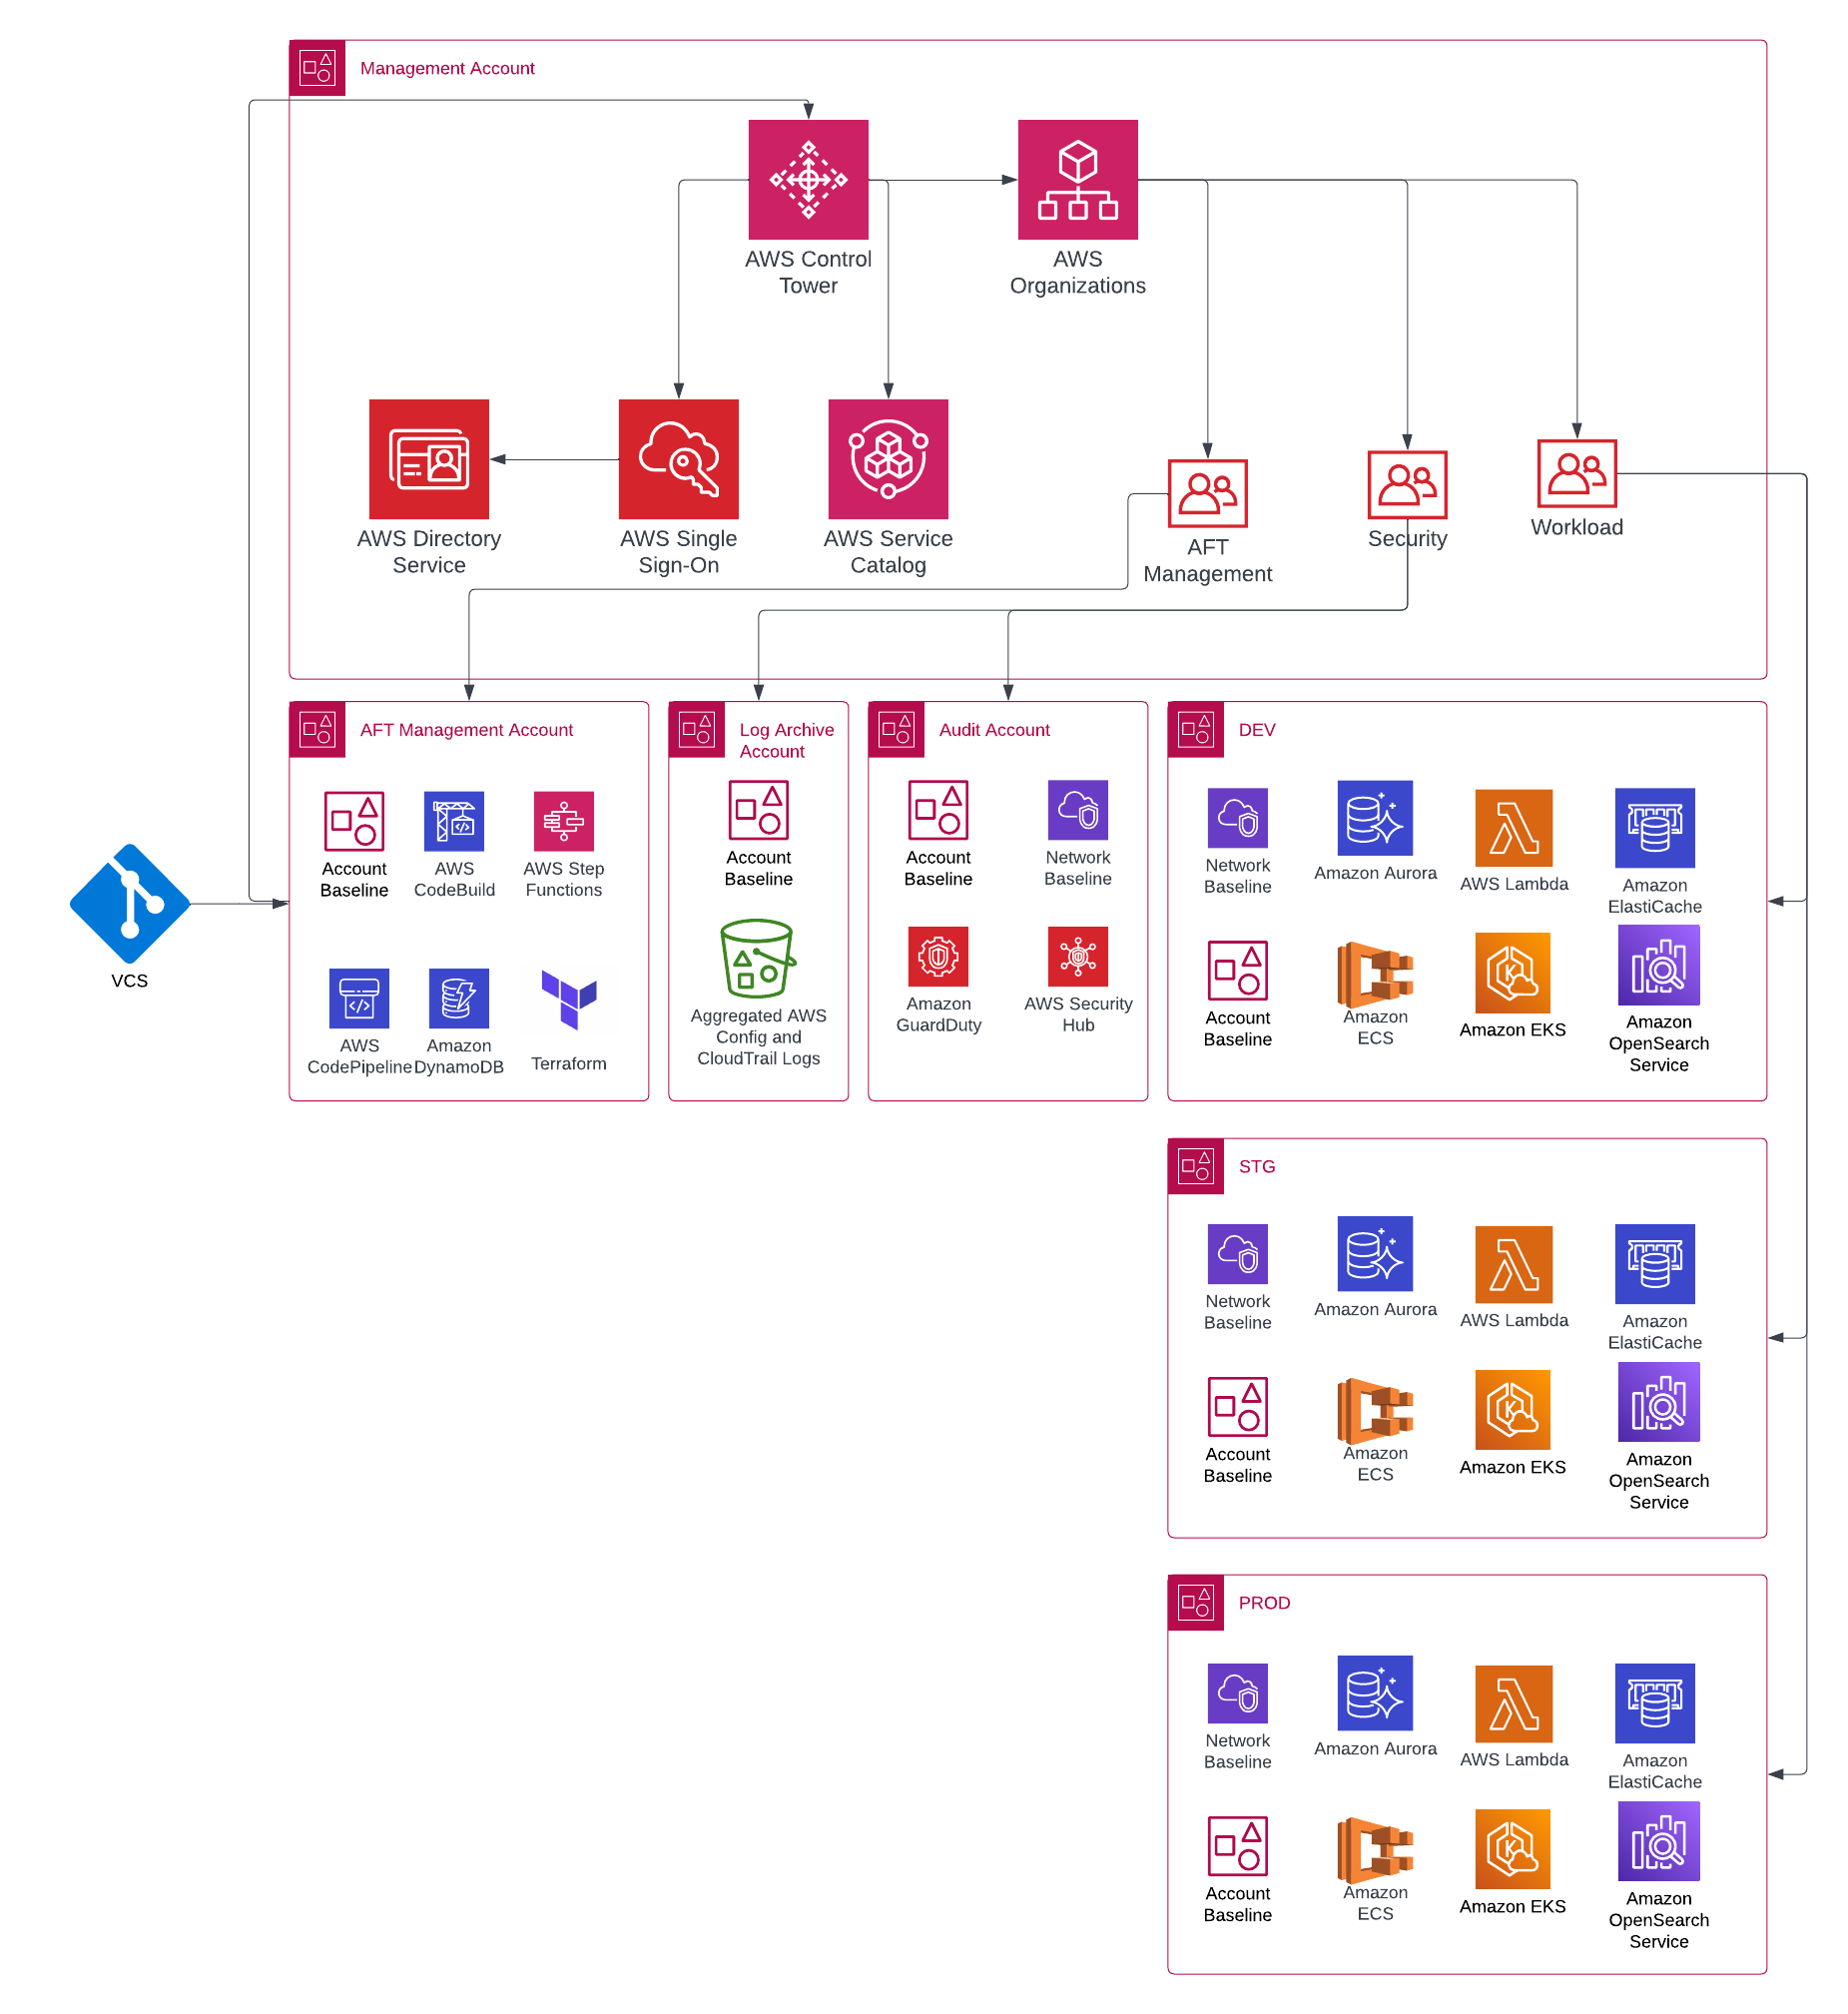 Management Account
AWS Control
Tower
AWS
Organizations
AWS Directory
Service
AWS Single
Sign-On
AWS Service
Catalog
AFT
Management
Security
Workload
VCS
AFT Management Account
Account
Baseline
AWS
CodeBuild
AWS Step
Functions
AWS
CodePipeline
Amazon
DynamoDB
Terraform
Log Archive
Account
Account
Baseline
Aggregated AWS
Config and
CloudTrail Logs
Audit Account
Account
Baseline
Network
Baseline
Amazon
GuardDuty
AWS Security
Hub
DEV
Network
Baseline
Amazon Aurora
AWS Lambda
Amazon
ElastiCache
Account
Baseline
Amazon
ECS
Amazon EKS
Amazon
OpenSearch
Service
STG
Network
Baseline
Amazon Aurora
AWS Lambda
Amazon
ElastiCache
Account
Baseline
Amazon
ECS
Amazon EKS
Amazon
OpenSearch
Service
PROD
Network
Baseline
Amazon Aurora
AWS Lambda
Amazon
ElastiCache
Account
Baseline
Amazon
ECS
Amazon EKS
Amazon
OpenSearch
Service